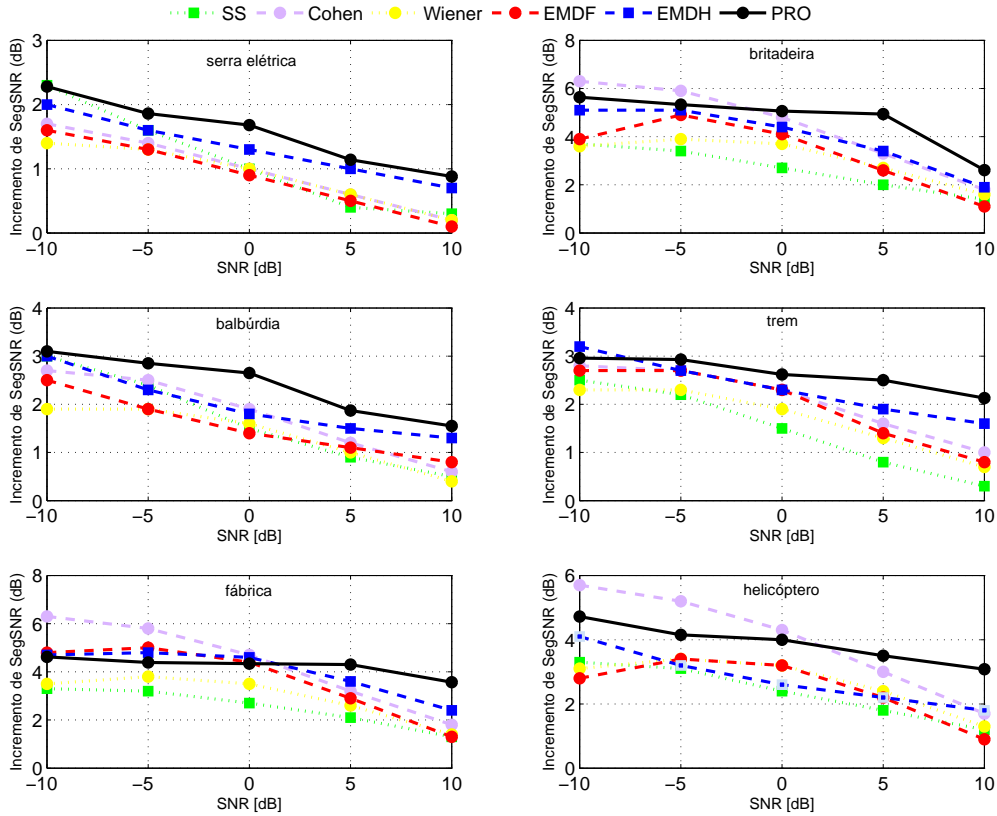 SS Cohen Wiener EMDF EMDH PRO
serra elétrica
Incremento de SegSNR (dB)
3
2
1
0
−10 −5 0 5 10
SNR [dB]
britadeira
Incremento de SegSNR (dB)
8
6
4
2
0
−10 −5 0 5 10
SNR [dB]
balbúrdia
Incremento de SegSNR (dB)
4
3
2
1
0
−10 −5 0 5 10
SNR [dB]
trem
Incremento de SegSNR (dB)
4
3
2
1
0
−10 −5 0 5 10
SNR [dB]
fábrica
Incremento de SegSNR (dB)
8
6
4
2
0
−10 −5 0 5 10
SNR [dB]
helicóptero
Incremento de SegSNR (dB)
6
4
2
0
−10 −5 0 5 10
SNR [dB]